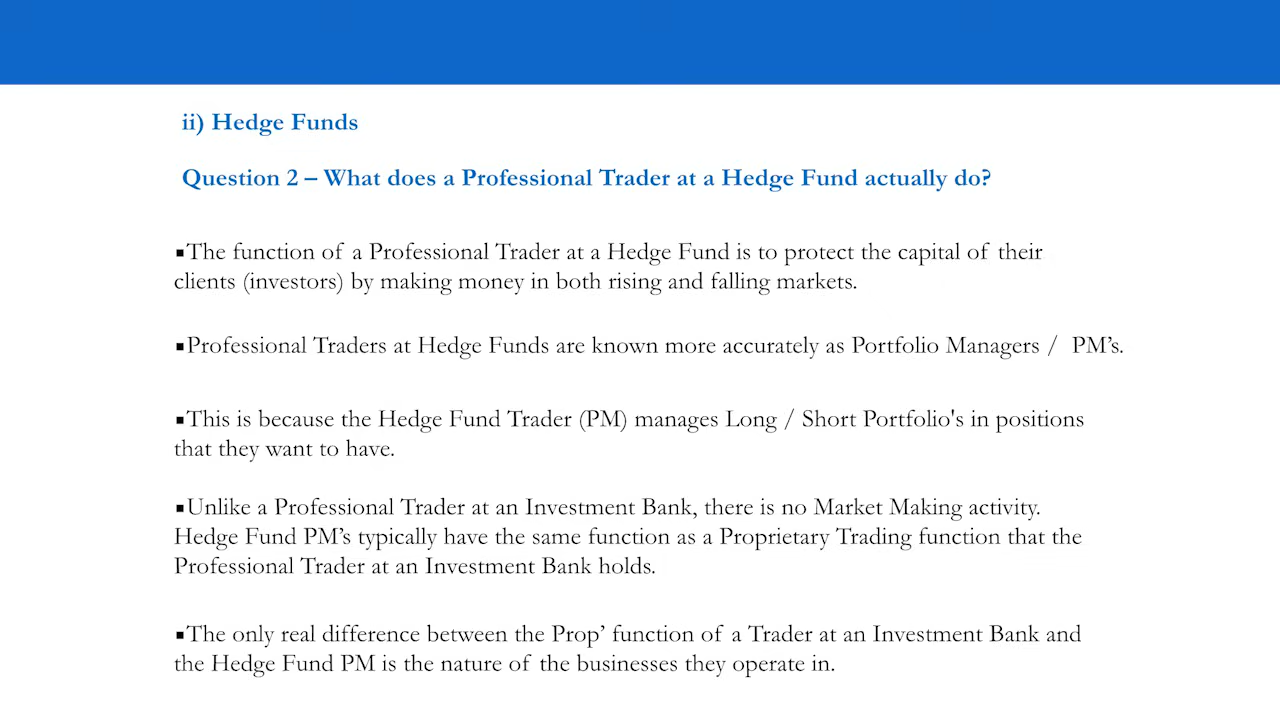 ii) Hedge Funds
Question 2 – What does a Professional Trader at a Hedge Fund actually do?
▪The function of a Professional Trader at a Hedge Fund is to protect the capital of their
clients (investors) by making money in both rising and falling markets.
▪Professional Traders at Hedge Funds are known more accurately as Portfolio Managers / PM’s.
▪This is because the Hedge Fund Trader (PM) manages Long / Short Portfolio's in positions
that they want to have.
▪Unlike a Professional Trader at an Investment Bank, there is no Market Making activity.
Hedge Fund PM’s typically have the same function as a Proprietary Trading function that the
Professional Trader at an Investment Bank holds.
▪The only real difference between the Prop’ function of a Trader at an Investment Bank and
the Hedge Fund PM is the nature of the businesses they operate in.